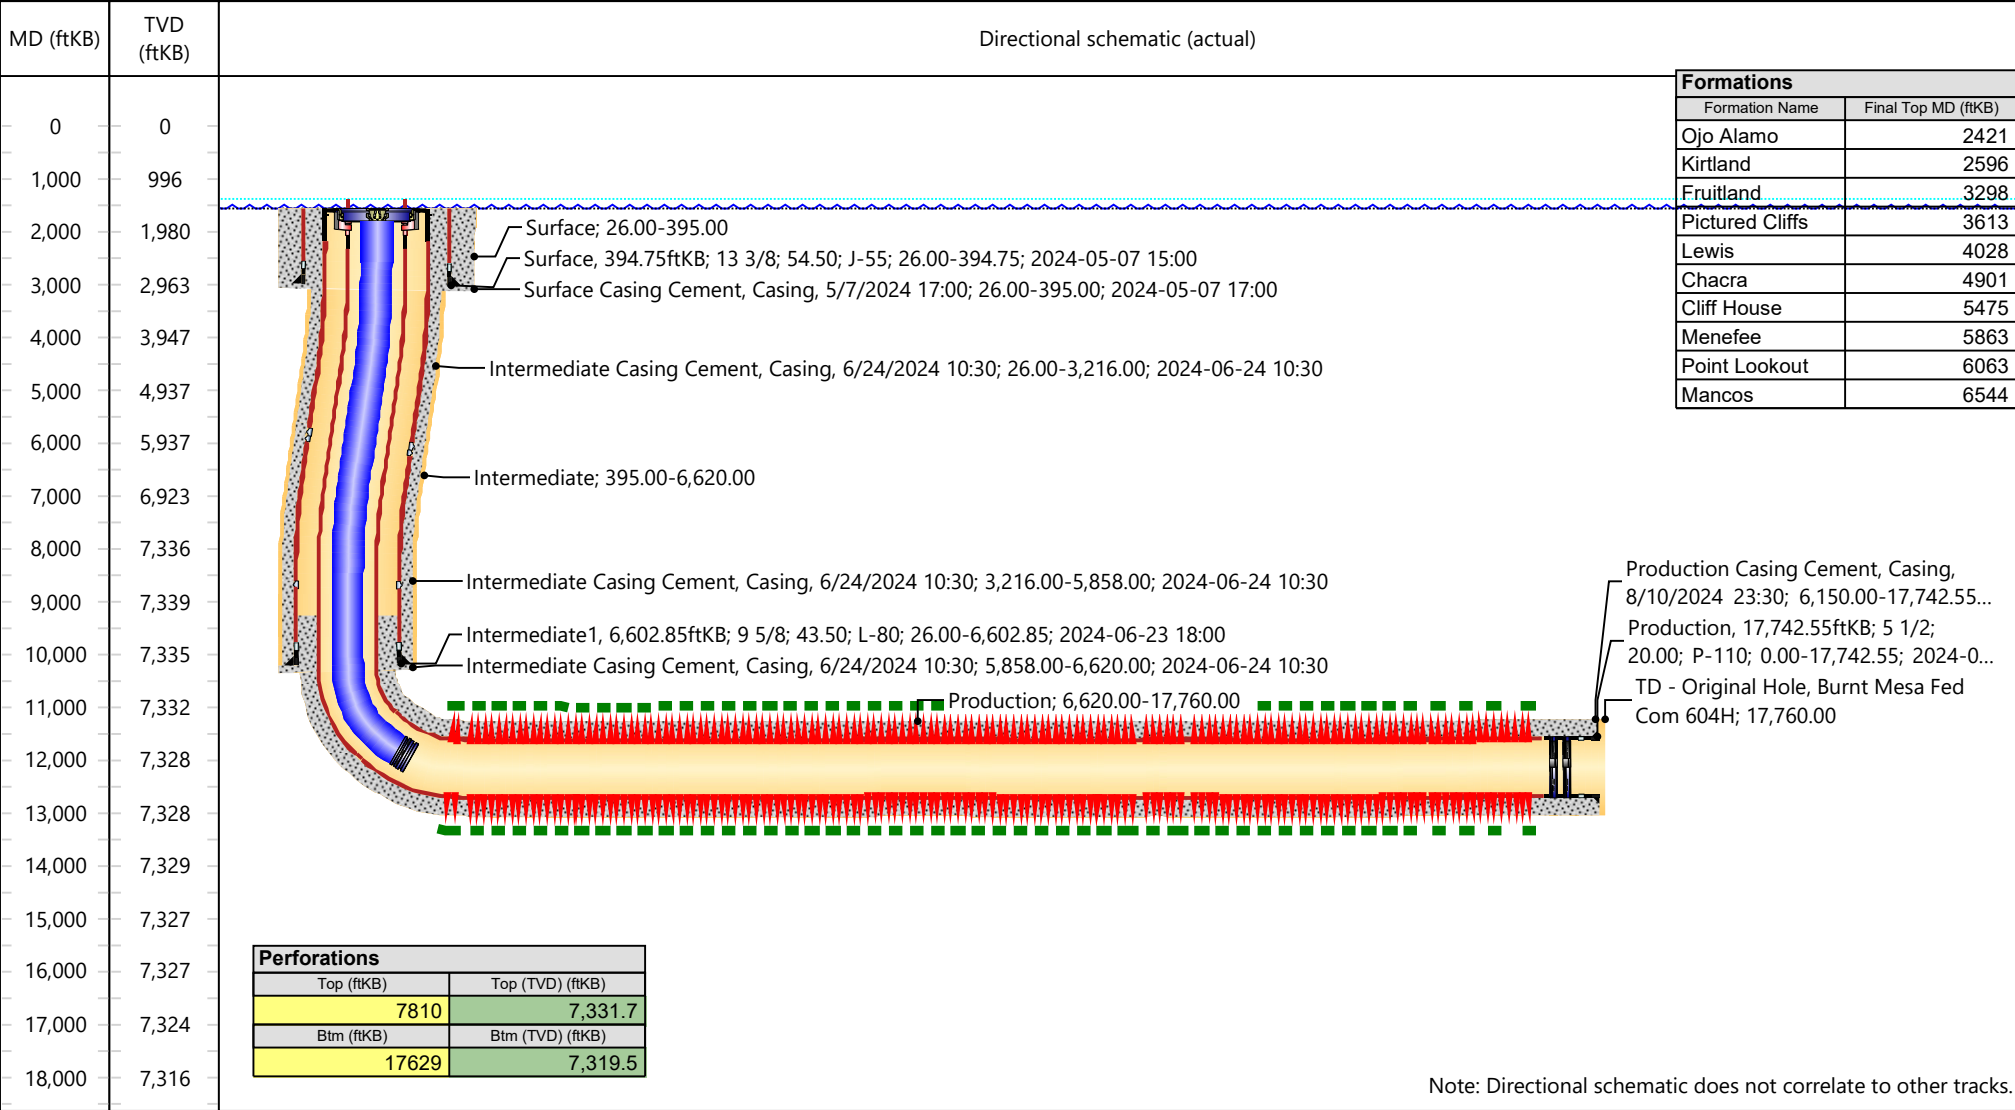 MD (ftKB)
TVD
(ftKB)
Directional schematic (actual)
0 0
1,000 996
2,000 1,980
3,000 2,963
4,000 3,947
5,000 4,937
6,000 5,937
7,000 6,923
8,000 7,336
9,000 7,339
10,000 7,335
11,000 7,332
12,000 7,328
13,000 7,328
14,000 7,329
15,000 7,327
16,000 7,327
17,000 7,324
18,000 7,316
Formations
Formation Name Final Top MD (ftKB)
Ojo Alamo 2421
Kirtland 2596
Fruitland 3298
Pictured Cliffs 3613
Lewis 4028
Chacra 4901
Cliff House 5475
Menefee 5863
Point Lookout 6063
Mancos 6544
Surface; 26.00-395.00
Surface, 394.75ftKB; 13 3/8; 54.50; J-55; 26.00-394.75; 2024-05-07 15:00
Surface Casing Cement, Casing, 5/7/2024 17:00; 26.00-395.00; 2024-05-07 17:00
Intermediate Casing Cement, Casing, 6/24/2024 10:30; 26.00-3,216.00; 2024-06-24 10:30
Intermediate; 395.00-6,620.00
Intermediate Casing Cement, Casing, 6/24/2024 10:30; 3,216.00-5,858.00; 2024-06-24 10:30
Intermediate1, 6,602.85ftKB; 9 5/8; 43.50; L-80; 26.00-6,602.85; 2024-06-23 18:00
Intermediate Casing Cement, Casing, 6/24/2024 10:30; 5,858.00-6,620.00; 2024-06-24 10:30
Production; 6,620.00-17,760.00
Production Casing Cement, Casing,
8/10/2024 23:30; 6,150.00-17,742.55...
Production, 17,742.55ftKB; 5 1/2;
20.00; P-110; 0.00-17,742.55; 2024-0...
TD - Original Hole, Burnt Mesa Fed
Com 604H; 17,760.00
Perforations
Top (ftKB) Top (TVD) (ftKB)
7810 7,331.7
Btm (ftKB) Btm (TVD) (ftKB)
17629 7,319.5
Note: Directional schematic does not correlate to other tracks.